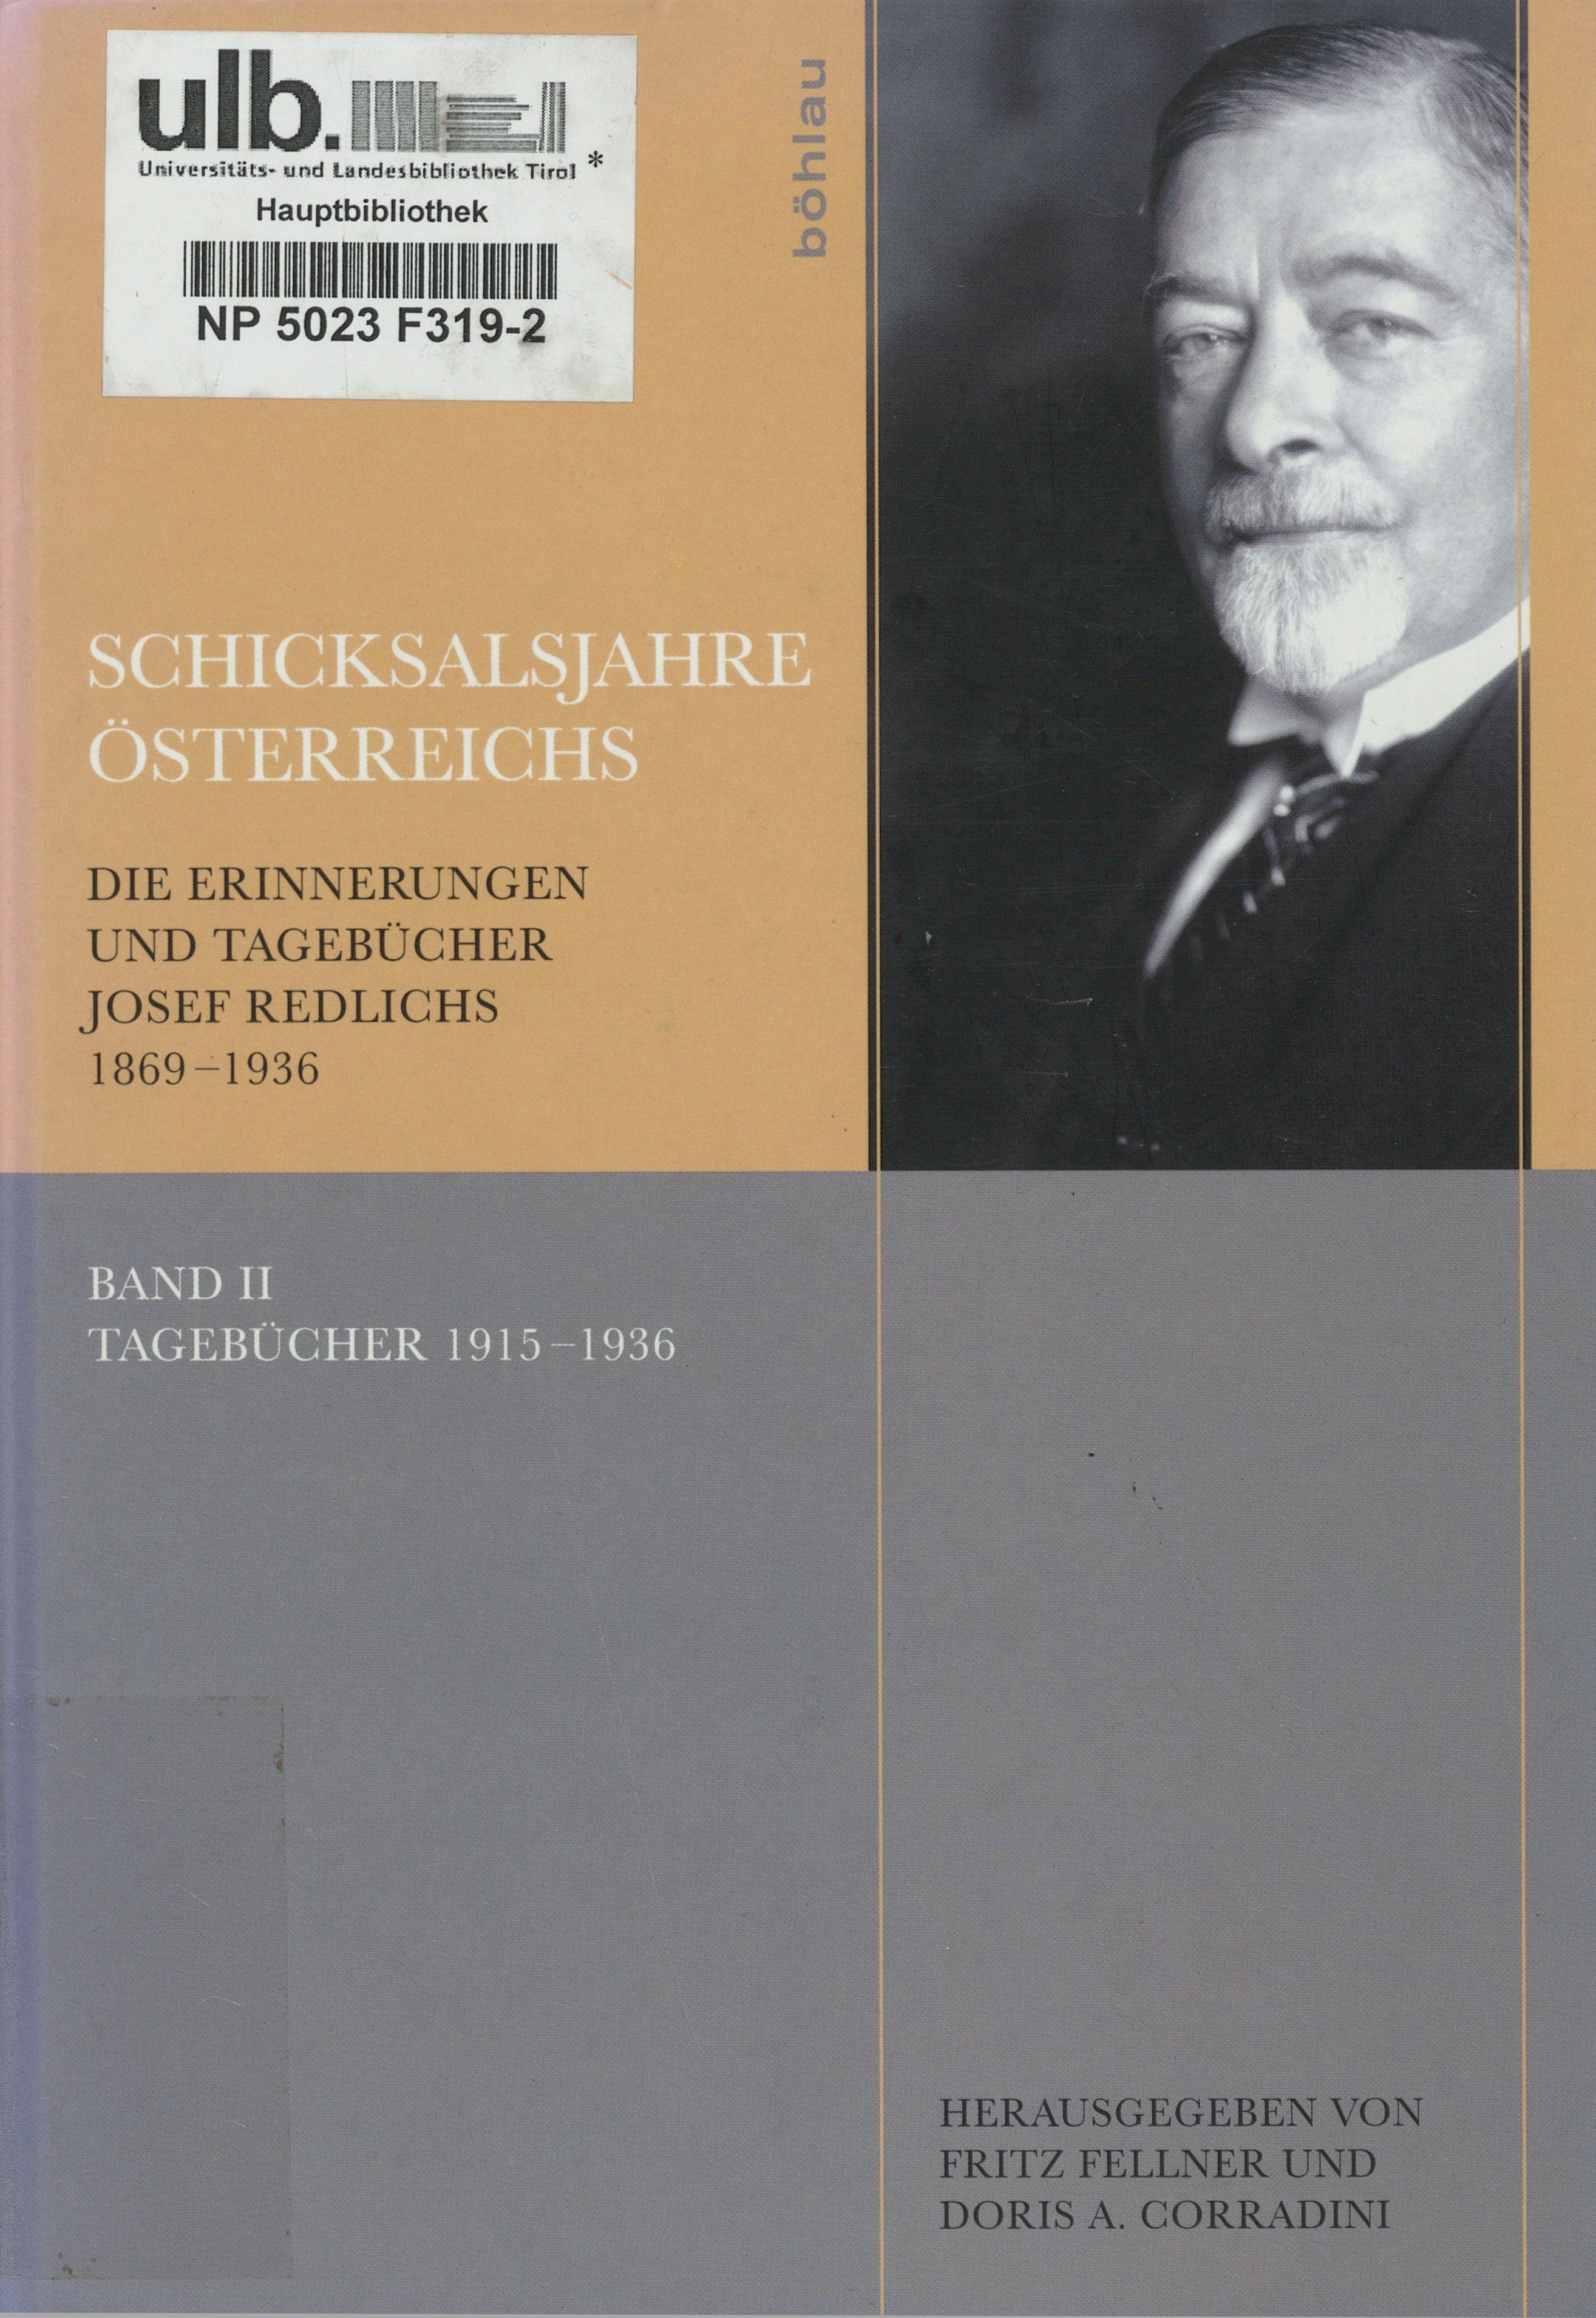 ulb.
Universitäts- und Landesbibliothek Tirol *
Hauptbibliothek
NP 5023 F319-2
böhlau
SCHICKSALSJAHRE
ÖSTERREICHS
DIE ERINNERUNGEN
UND TAGEBÜCHER
JOSEF REDLICHS
1869–1936
BAND II
TAGEBÜCHER 1915–1936
HERAUSGEGEBEN VON
FRITZ FELLNER UND
DORIS A. CORRADINI